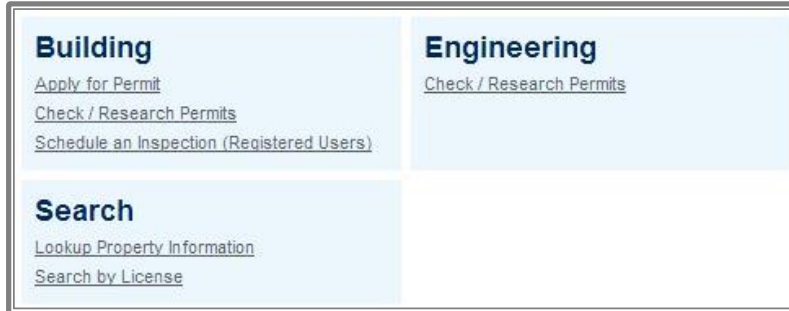 Building
Apply for Permit
Check / Research Permits
Schedule an Inspection (Registered Users)
Engineering
Check / Research Permits
Search
Lookup Property Information
Search by License